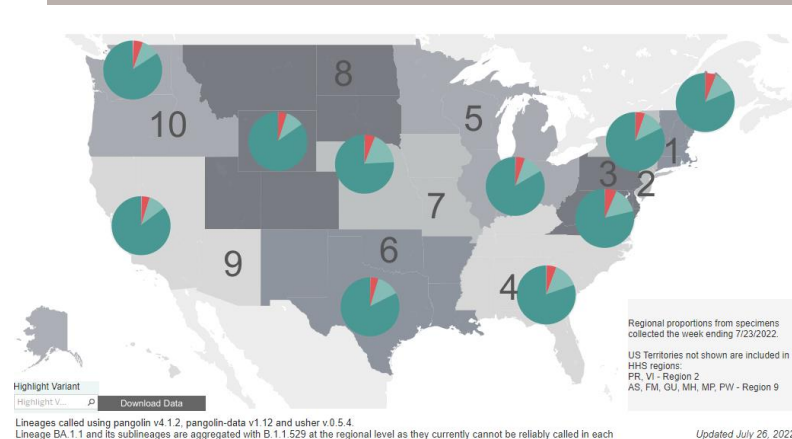 8
10
5
1
3
2
7
6
9
4
Regional proportions from specimens
collected the week ending 7/23/2022.
US Territories not shown are included in
HHS regions:
PR, VI - Region 2
AS, FM, GU, MH, MP, PW - Region 9
Highlight Variant
Highlight V...
Download Data
Lineages called using pangolin v4.1.2, pangolin-data v1.12 and usher v.0.5.4.
Lineage BA.1.1 and its sublineages are aggregated with B.1.1.529 at the regional level as they currently cannot be reliably called in each
Updated July 26, 2022